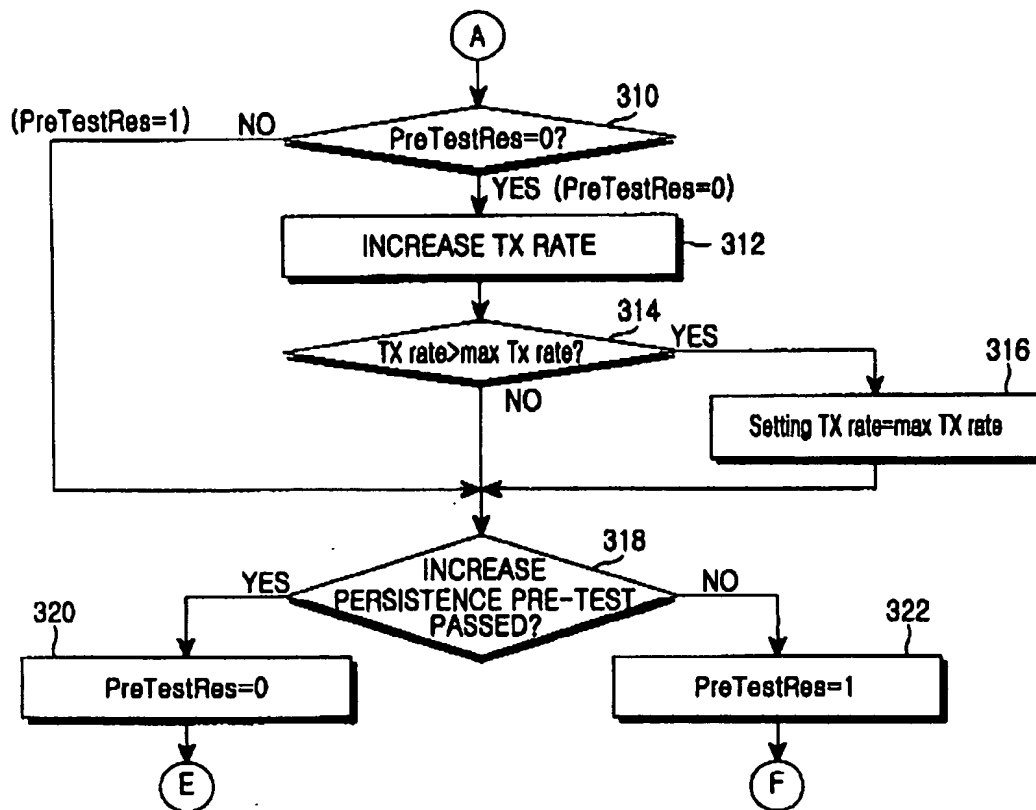 A
310
(PreTestRes=1) NO
PreTestRes=0?
YES (PreTestRes=0)
INCREASE TX RATE
312
314
TX rate>max Tx rate?
YES
NO
316
Setting TX rate=max TX rate
318
YES
INCREASE
PERSISTENCE PRE-TEST
PASSED?
NO
320
322
PreTestRes=0
PreTestRes=1
E
F